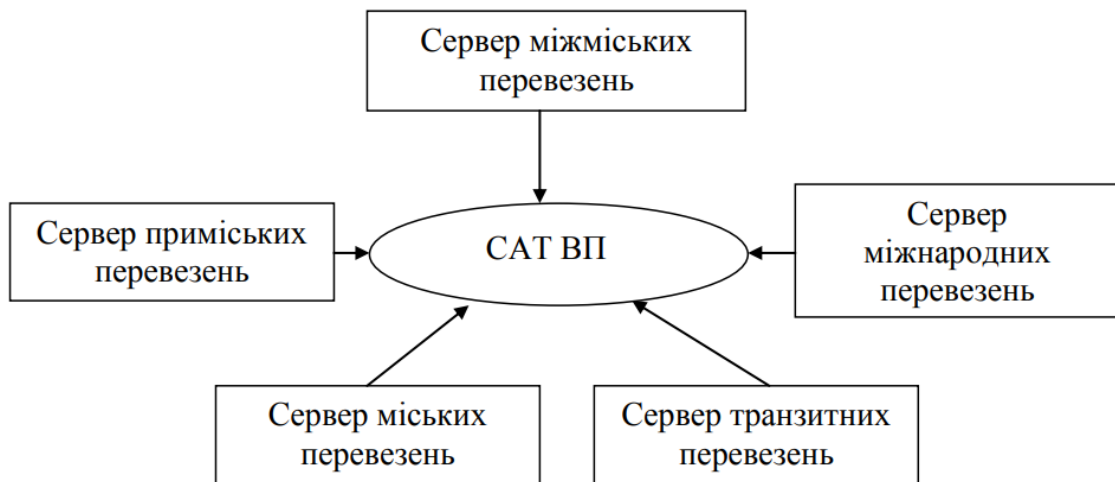 Сервер міжміських
перевезень
Сервер приміських
перевезень
САТ ВП
Сервер
міжнародних
перевезень
Сервер міських
перевезень
Сервер транзитних
перевезень